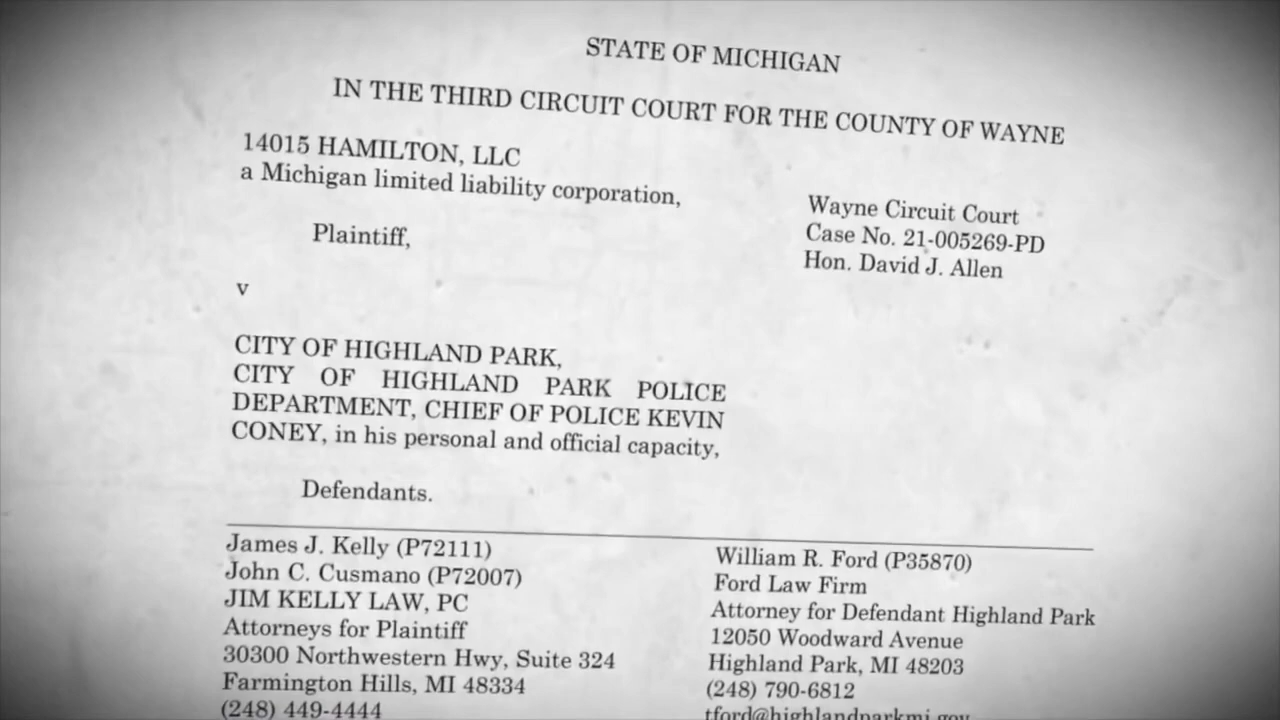 STATE OF MICHIGAN
IN THE THIRD CIRCUIT COURT FOR THE COUNTY OF WAYNE
14015 HAMILTON, LLC
a Michigan limited liability corporation,
Plaintiff,
v
CITY OF HIGHLAND PARK,
CITY OF HIGHLAND PARK POLICE
DEPARTMENT, CHIEF OF POLICE KEVIN
CONEY, in his personal and official capacity,
Defendants.
Wayne Circuit Court
Case No. 21-005269-PD
Hon. David J. Allen
James J. Kelly (P72111)
John C. Cusmano (P72007)
JIM KELLY LAW, PC
Attorneys for Plaintiff
30300 Northwestern Hwy, Suite 324
Farmington Hills, MI 48334
(248) 449-4444
William R. Ford (P35870)
Ford Law Firm
Attorney for Defendant Highland Park
12050 Woodward Avenue
Highland Park, MI 48203
(248) 790-6812
tford@highlandparkmi.gov